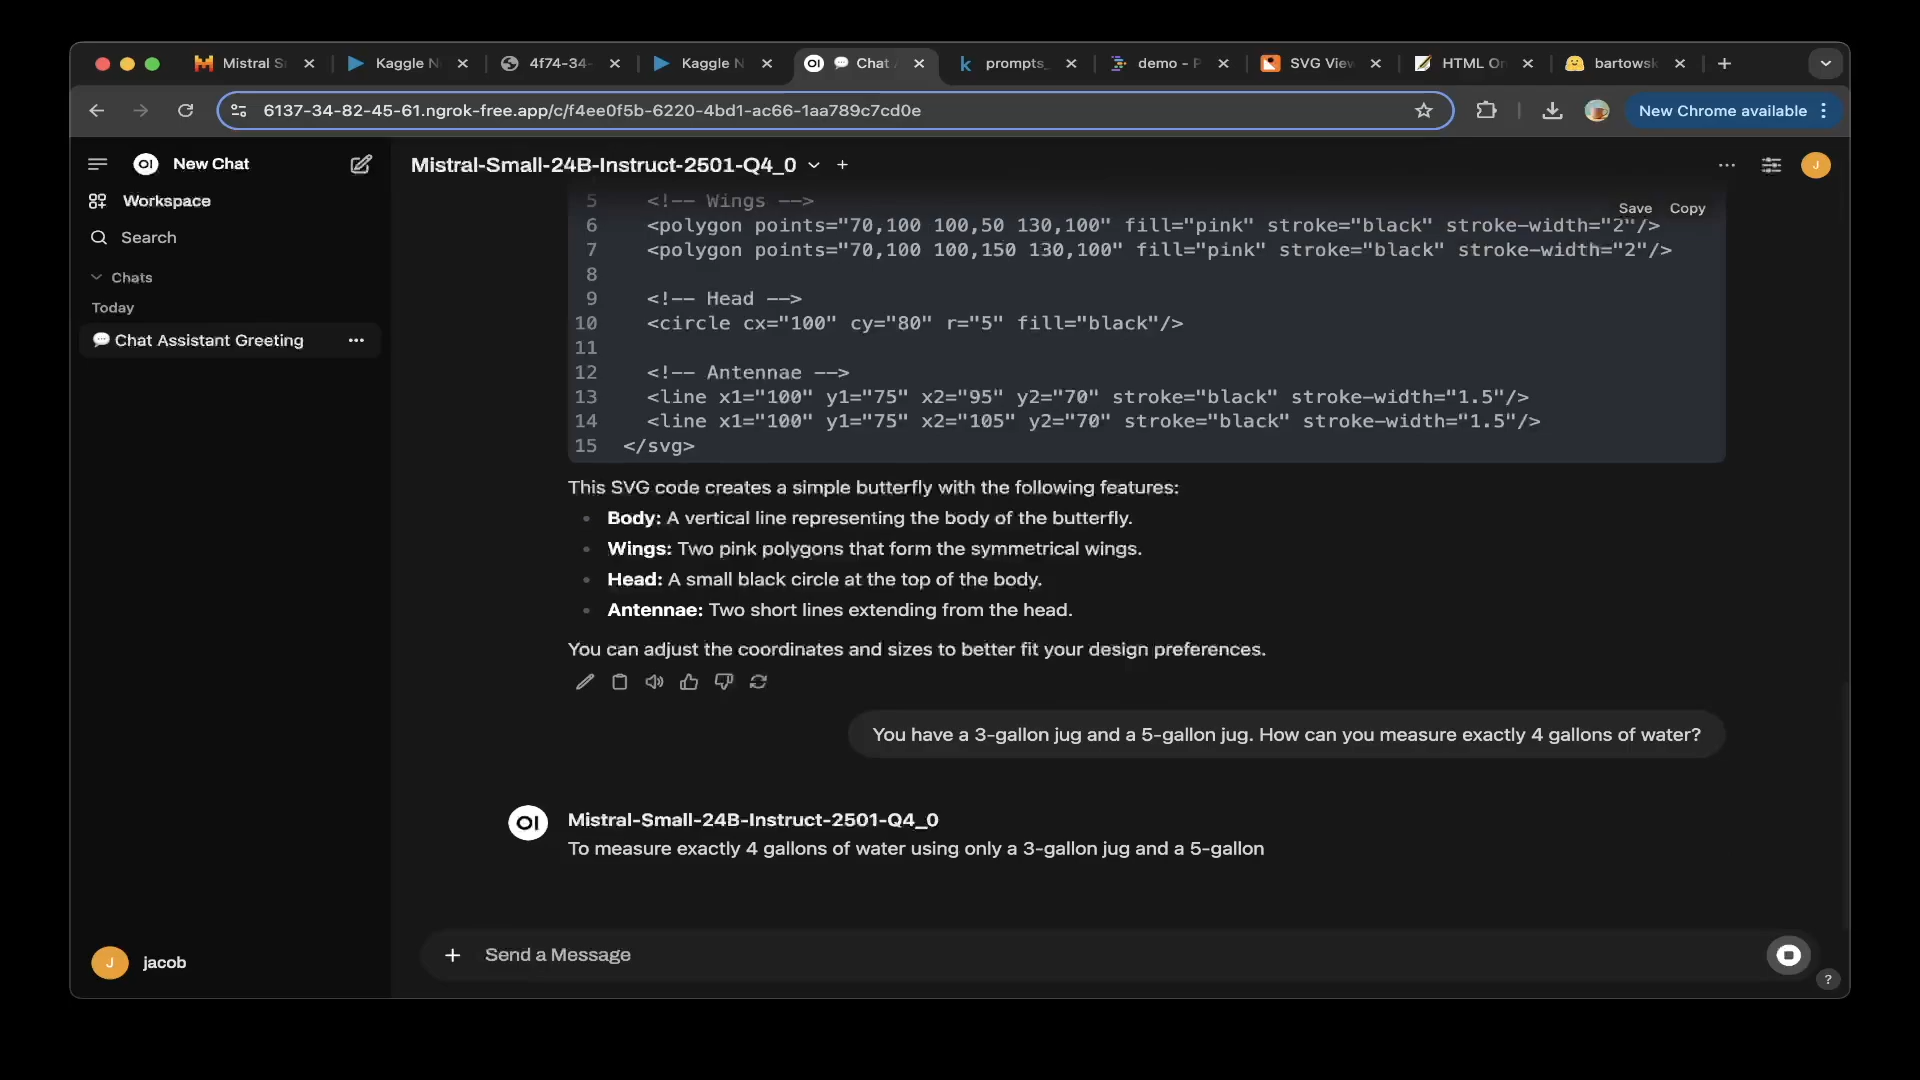 Mistral S
Kaggle N
4f74-34-
Kaggle N
Chat
prompts_
demo - P
SVG View
HTML On
bartowsk
6137-34-82-45-61.ngrok-free.app/c/f4ee0f5b-6220-4bd1-ac66-1aa789c7cd0e
New Chrome available
OI New Chat
Workspace
Search
Chats
Today
💬 Chat Assistant Greeting
J jacob
Mistral-Small-24B-Instruct-2501-Q4_0
J
Save Copy
5 <!-- Wings -->
6 <polygon points="70,100 100,50 130,100" fill="pink" stroke="black" stroke-width="2"/>
7 <polygon points="70,100 100,150 130,100" fill="pink" stroke="black" stroke-width="2"/>
8
9 <!-- Head -->
10 <circle cx="100" cy="80" r="5" fill="black"/>
11
12 <!-- Antennae -->
13 <line x1="100" y1="75" x2="95" y2="70" stroke="black" stroke-width="1.5"/>
14 <line x1="100" y1="75" x2="105" y2="70" stroke="black" stroke-width="1.5"/>
15 </svg>
This SVG code creates a simple butterfly with the following features:
• Body: A vertical line representing the body of the butterfly.
• Wings: Two pink polygons that form the symmetrical wings.
• Head: A small black circle at the top of the body.
• Antennae: Two short lines extending from the head.
You can adjust the coordinates and sizes to better fit your design preferences.
You have a 3-gallon jug and a 5-gallon jug. How can you measure exactly 4 gallons of water?
OI Mistral-Small-24B-Instruct-2501-Q4_0
To measure exactly 4 gallons of water using only a 3-gallon jug and a 5-gallon
Send a Message
?